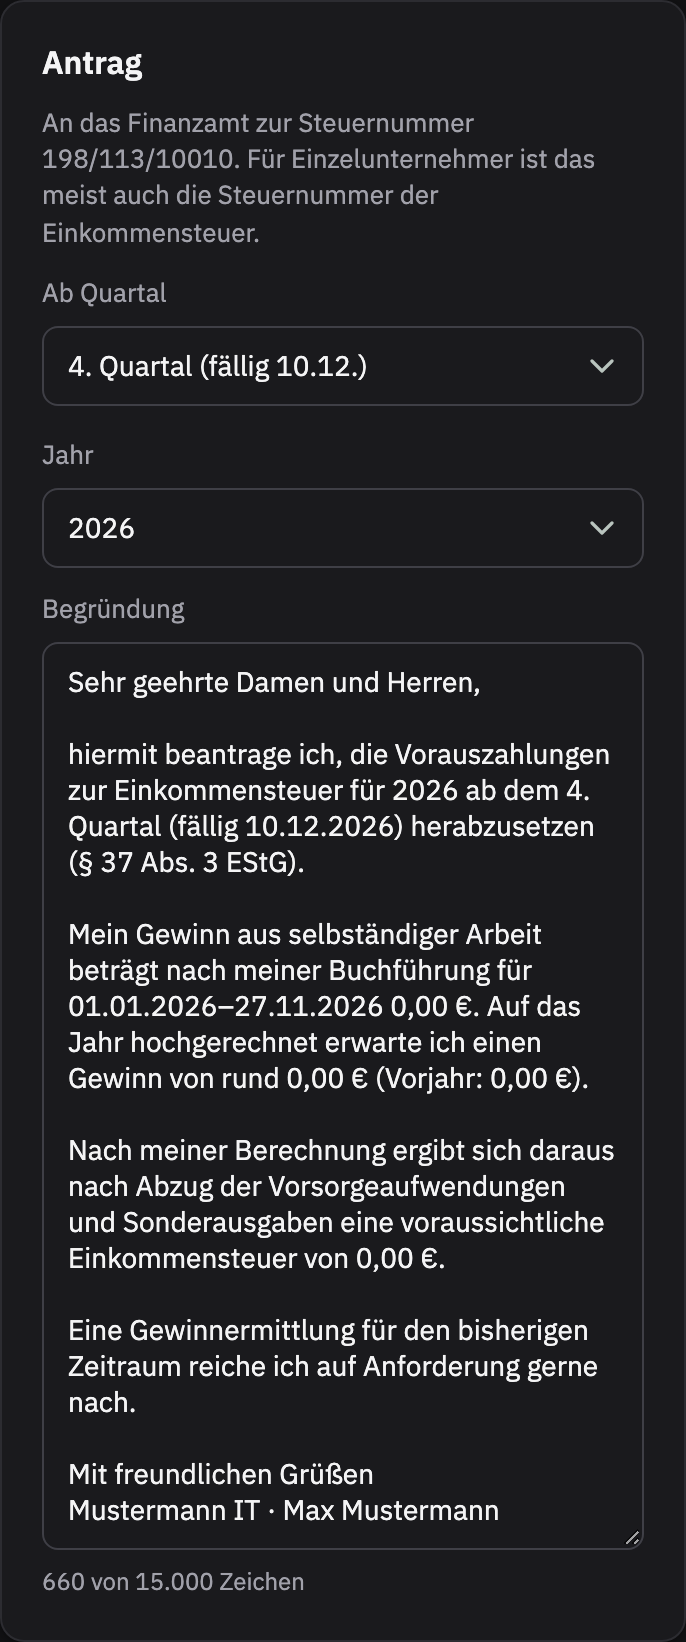 Antrag
An das Finanzamt zur Steuernummer
198/113/10010. Für Einzelunternehmer ist das
meist auch die Steuernummer der
Einkommensteuer.
Ab Quartal
4. Quartal (fällig 10.12.)
Jahr
2026
Begründung
Sehr geehrte Damen und Herren,
hiermit beantrage ich, die Vorauszahlungen
zur Einkommensteuer für 2026 ab dem 4.
Quartal (fällig 10.12.2026) herabzusetzen
(§ 37 Abs. 3 EStG).
Mein Gewinn aus selbständiger Arbeit
beträgt nach meiner Buchführung für
01.01.2026–27.11.2026 0,00 €. Auf das
Jahr hochgerechnet erwarte ich einen
Gewinn von rund 0,00 € (Vorjahr: 0,00 €).
Nach meiner Berechnung ergibt sich daraus
nach Abzug der Vorsorgeaufwendungen
und Sonderausgaben eine voraussichtliche
Einkommensteuer von 0,00 €.
Eine Gewinnermittlung für den bisherigen
Zeitraum reiche ich auf Anforderung gerne
nach.
Mit freundlichen Grüßen
Mustermann IT · Max Mustermann
660 von 15.000 Zeichen